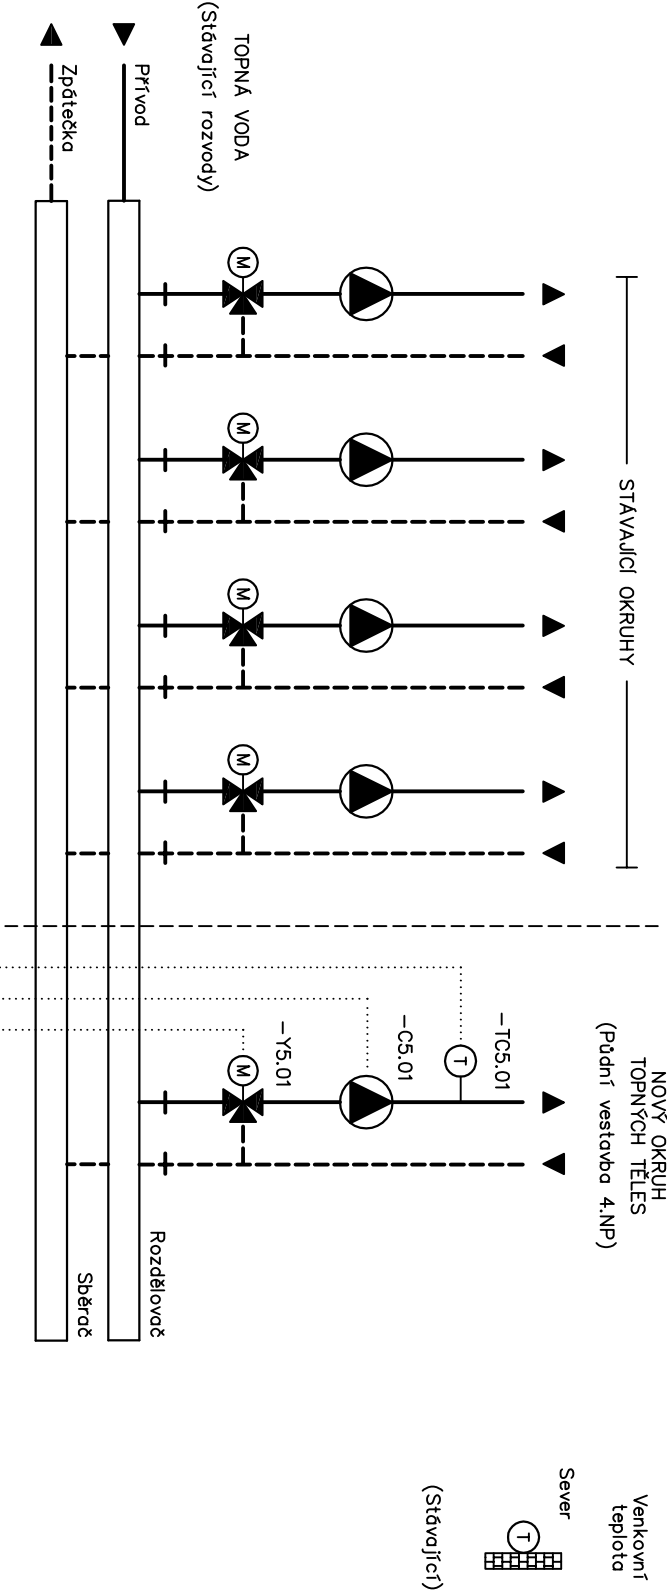 TOPNÁ VODA
(Stávající rozvody)
Přívod
Zpátečka
STÁVAJÍCÍ OKRUHY
M
M
M
M
NOVÝ OKRUH
TOPNÝCH TĚLES
(Půdní vestavba 4.NP)
-TC5.01
T
-C5.01
-Y5.01
M
Rozdělovač
Sběrač
Venkovní
teplota
Sever
T
(Stávající)